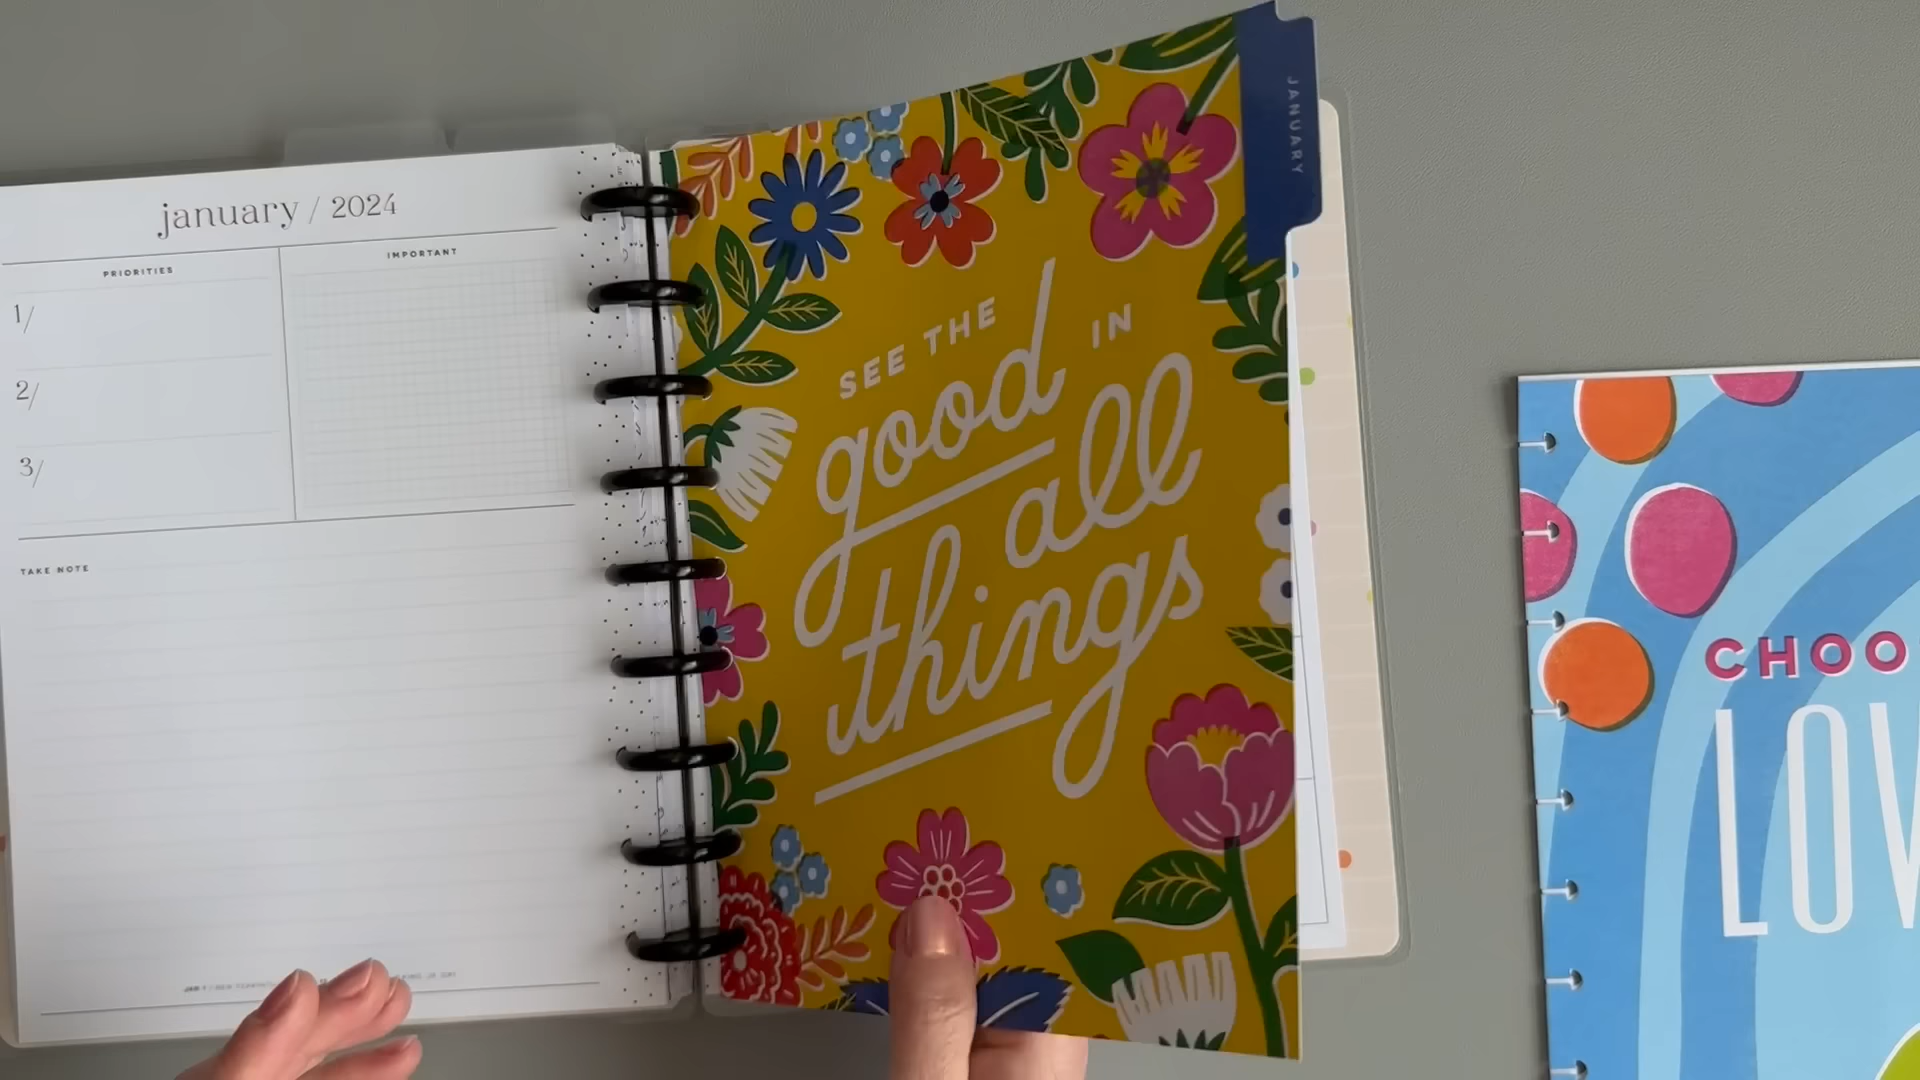 january / 2024
PRIORITIES
IMPORTANT
1/
2/
3/
TAKE NOTE
JANUARY
SEE THE
good IN
all
things
CHOO
LOV